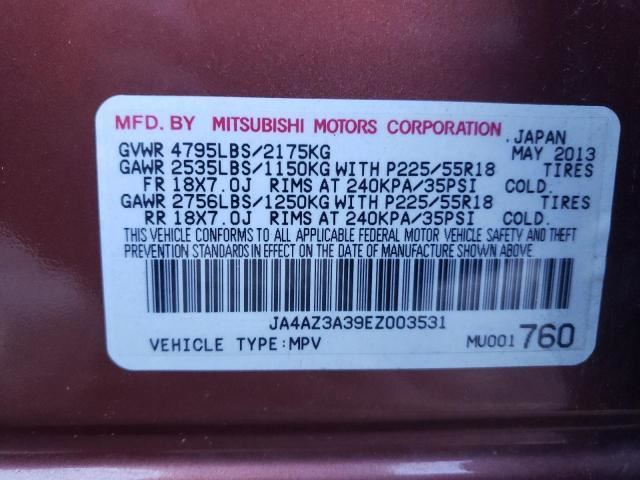 MFD. BY MITSUBISHI MOTORS CORPORATION, JAPAN
GVWR 4795LBS/2175KG MAY 2013
GAWR 2535LBS/1150KG WITH P225/55R18 TIRES
FR 18X7.0J RIMS AT 240KPA/35PSI COLD.
GAWR 2756LBS/1250KG WITH P225/55R18 TIRES
RR 18X7.0J RIMS AT 240KPA/35PSI COLD.
THIS VEHICLE CONFORMS TO ALL APPLICABLE FEDERAL MOTOR VEHICLE SAFETY AND THEFT
PREVENTION STANDARDS IN EFFECT ON THE DATE OF MANUFACTURE SHOWN ABOVE.
JA4AZ3A39EZ003531
VEHICLE TYPE:MPV MU001 760